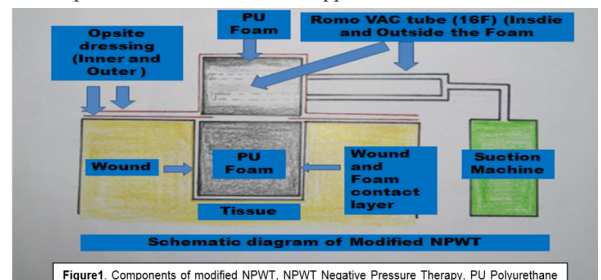 PU
Foam
Romo VAC tube (16F) (Insdie
and Outside the Foam
Opsite
dressing
(Inner and
Outer )
Wound
PU
Foam
Wound
and
Foam
contact
layer
Suction
Machine
Tissue
Schematic diagram of Modified NPWT
Figure1. Components of modified NPWT, NPWT Negative Pressure Therapy, PU Polyurethane